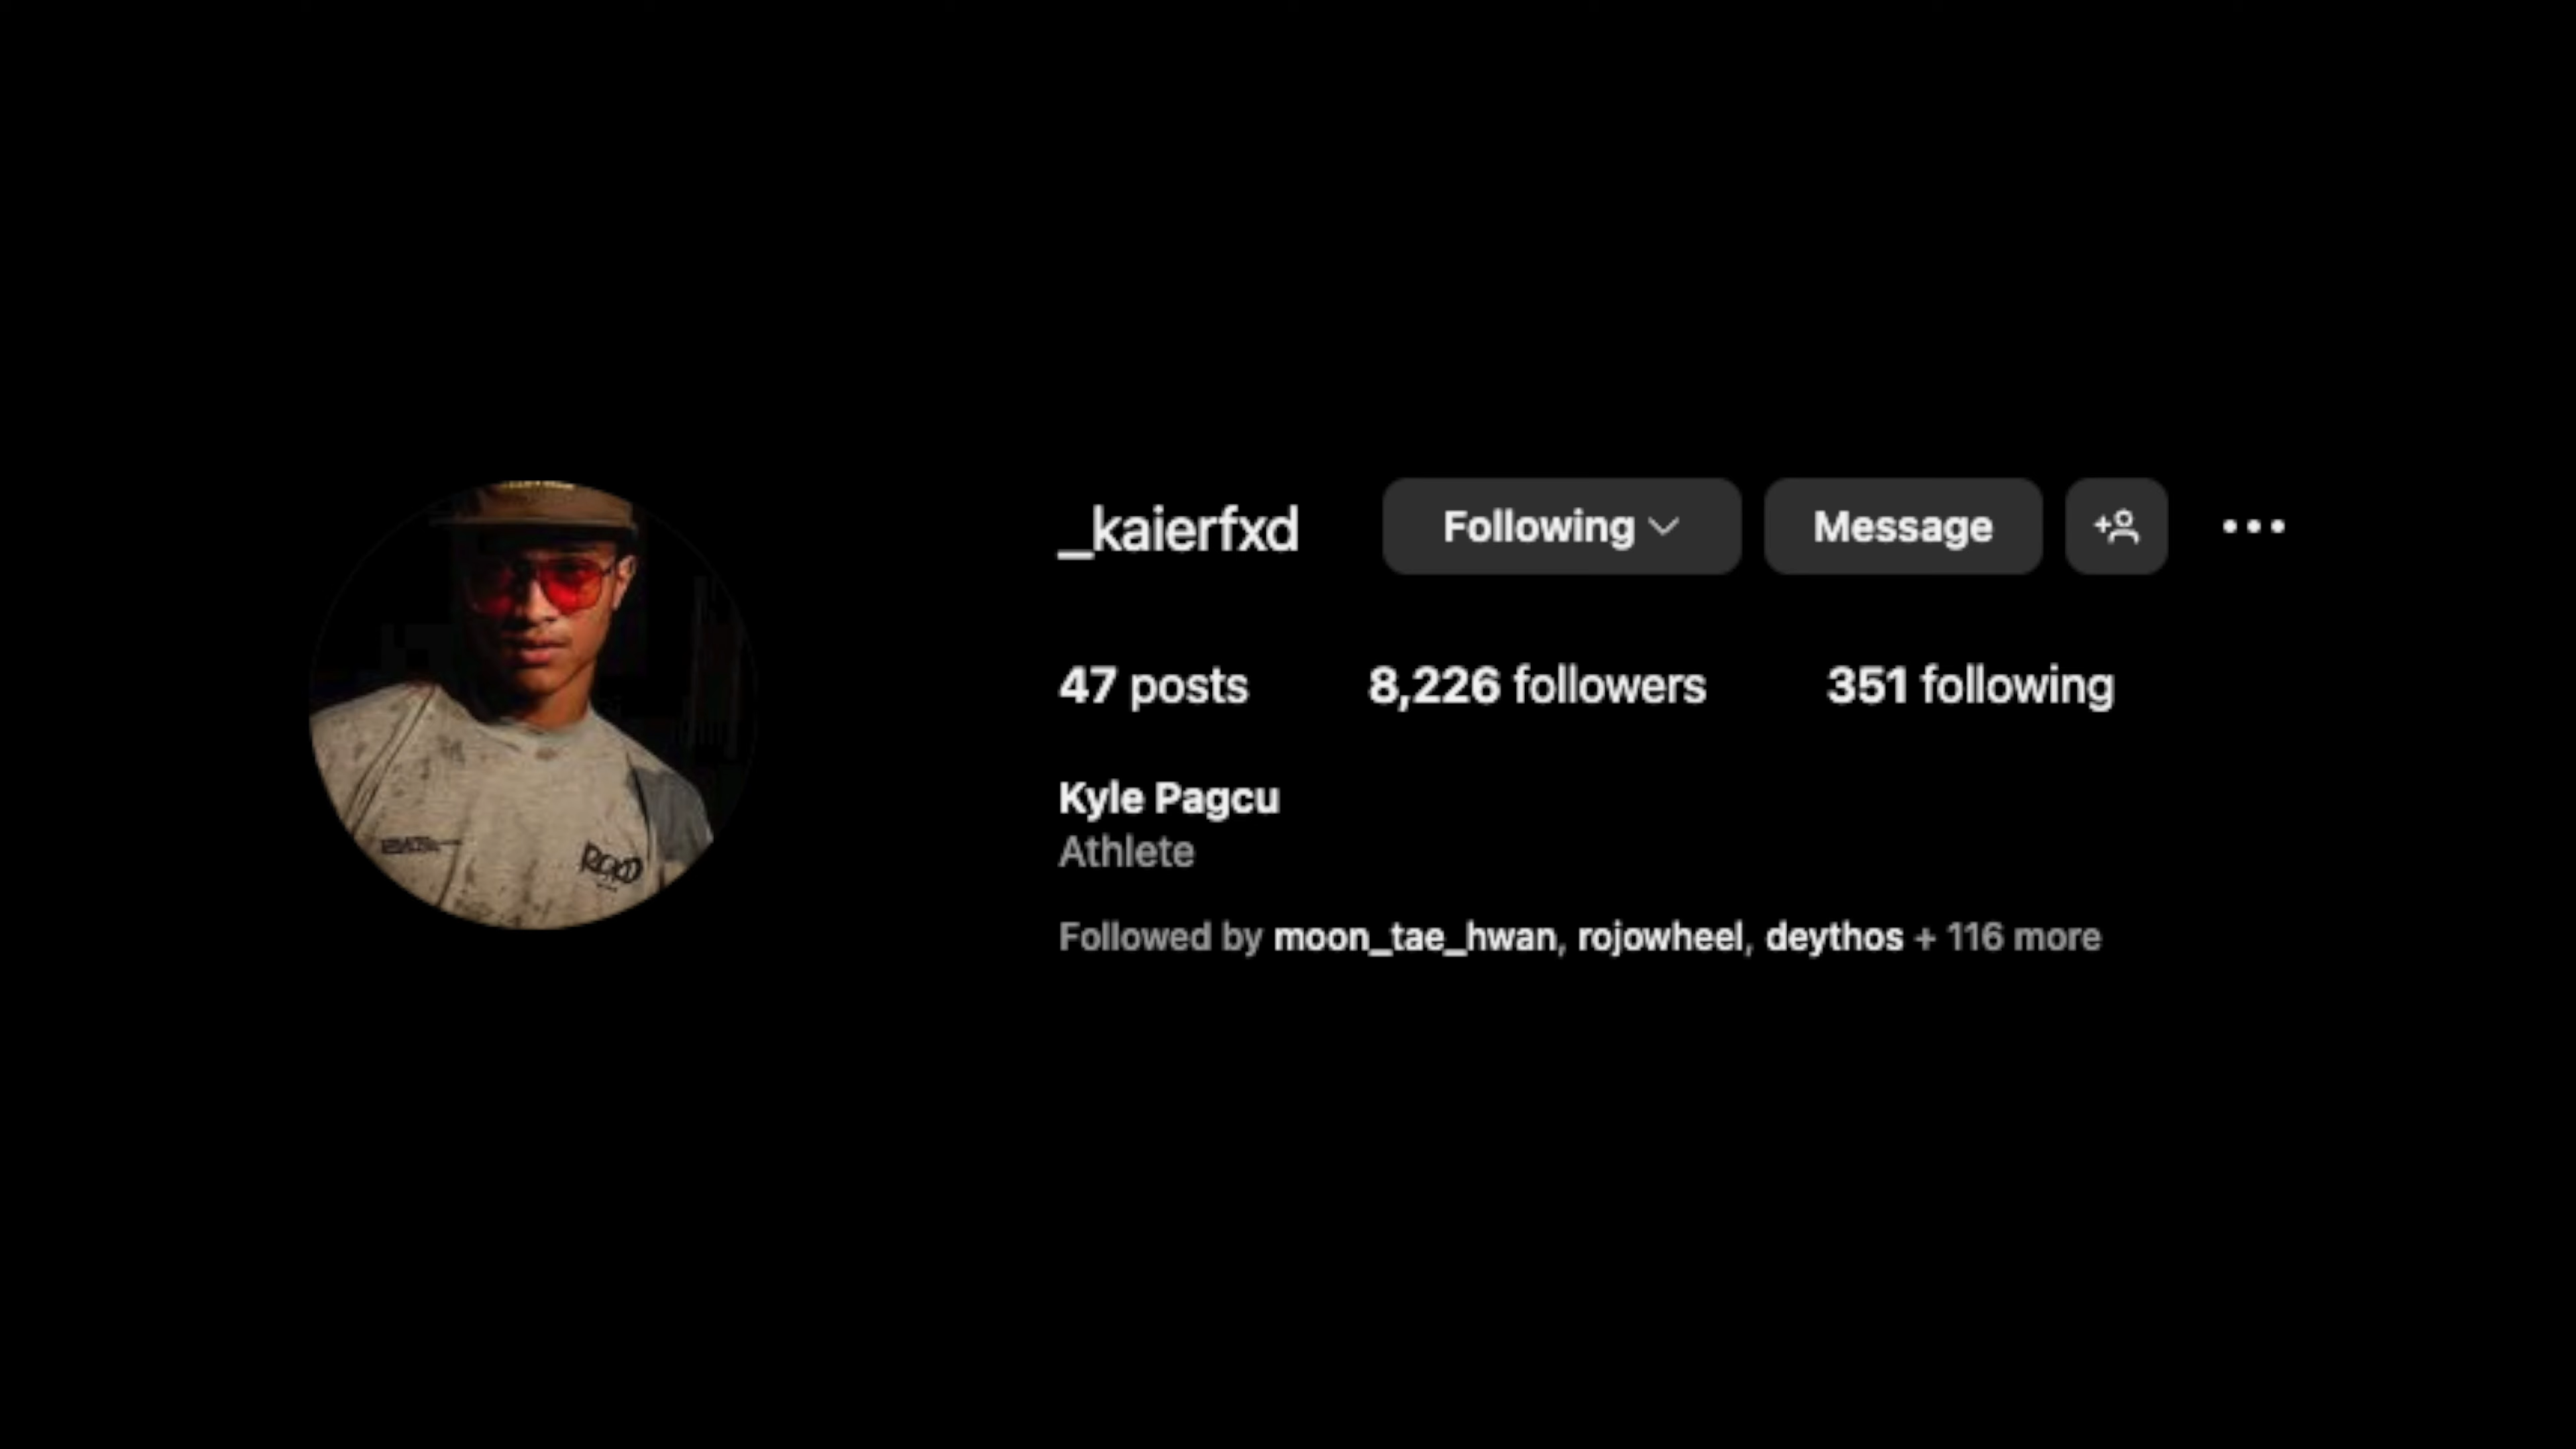 _kaierfxd Following Message
47 posts 8,226 followers 351 following
Kyle Pagcu
Athlete
Followed by moon_tae_hwan, rojowheel, deythos + 116 more